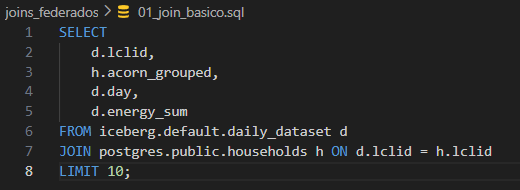 joins_federados > 01_join_basico.sql
1 SELECT
2 d.lclid,
3 h.acorn_grouped,
4 d.day,
5 d.energy_sum
6 FROM iceberg.default.daily_dataset d
7 JOIN postgres.public.households h ON d.lclid = h.lclid
8 LIMIT 10;